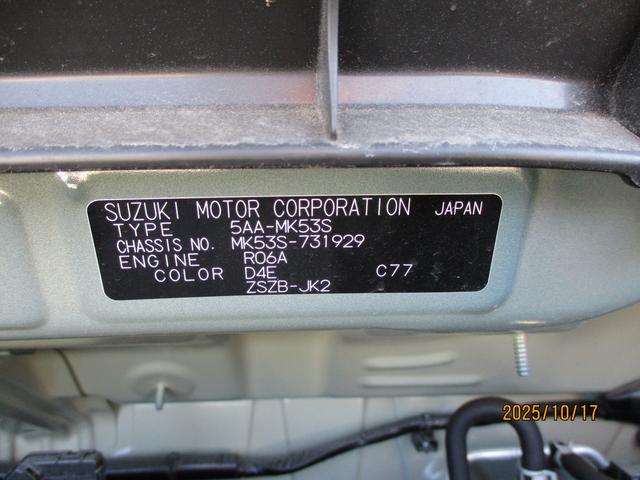 SUZUKI MOTOR CORPORATION JAPAN
TYPE 5AA-MK53S
CHASSIS NO. MK53S-731929
ENGINE R06A
COLOR D4E C77
ZSZB-JK2
2025/10/17